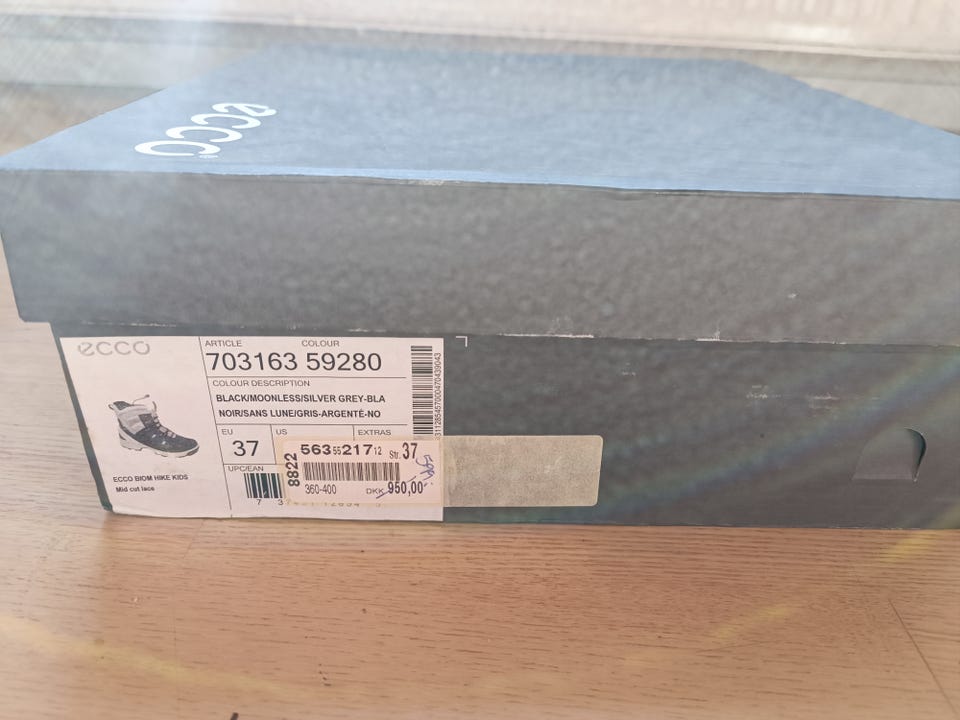 ecco
ecco
ARTICLE COLOUR
703163 59280
COLOUR DESCRIPTION
BLACK/MOONLESS/SILVER GREY-BLA
NOIR/SANS LUNE/GRIS-ARGENTÉ-NO
EU US EXTRAS
37
UPC/EAN
ECCO BIOM HIKE KIDS
Mid cut lace
8822
563 55 217 12 Str. 37
360-400 DKK 950,00